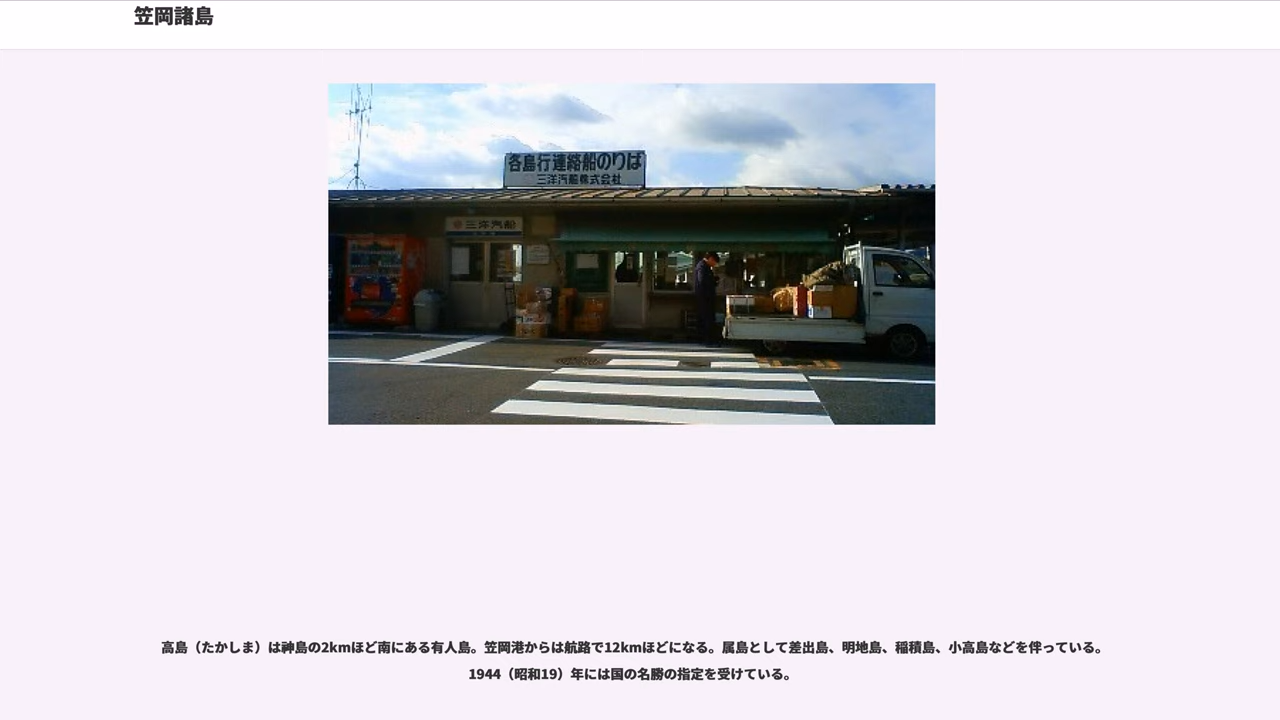 笠岡諸島
各島行連絡船のりば
三洋汽船株式会社
三洋汽船
高島（たかしま）は神島の2kmほど南にある有人島。笠岡港からは航路で12kmほどになる。属島として差出島、明地島、稲積島、小高島などを伴っている。
1944（昭和19）年には国の名勝の指定を受けている。